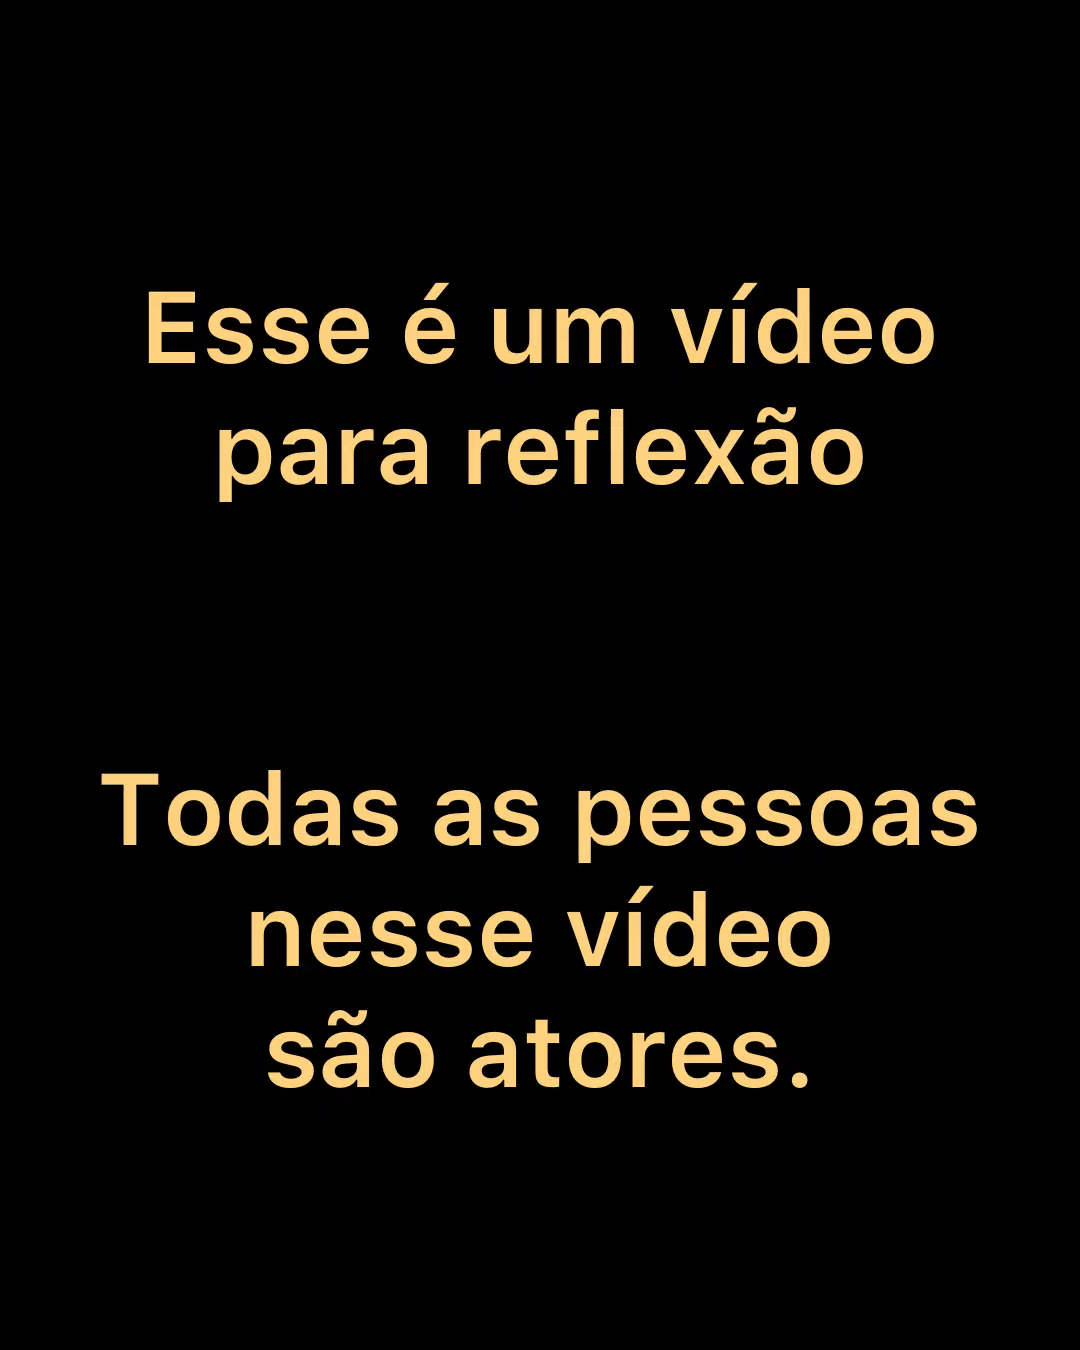 Esse é um vídeo
para reflexão
Todas as pessoas
nesse vídeo
são atores.